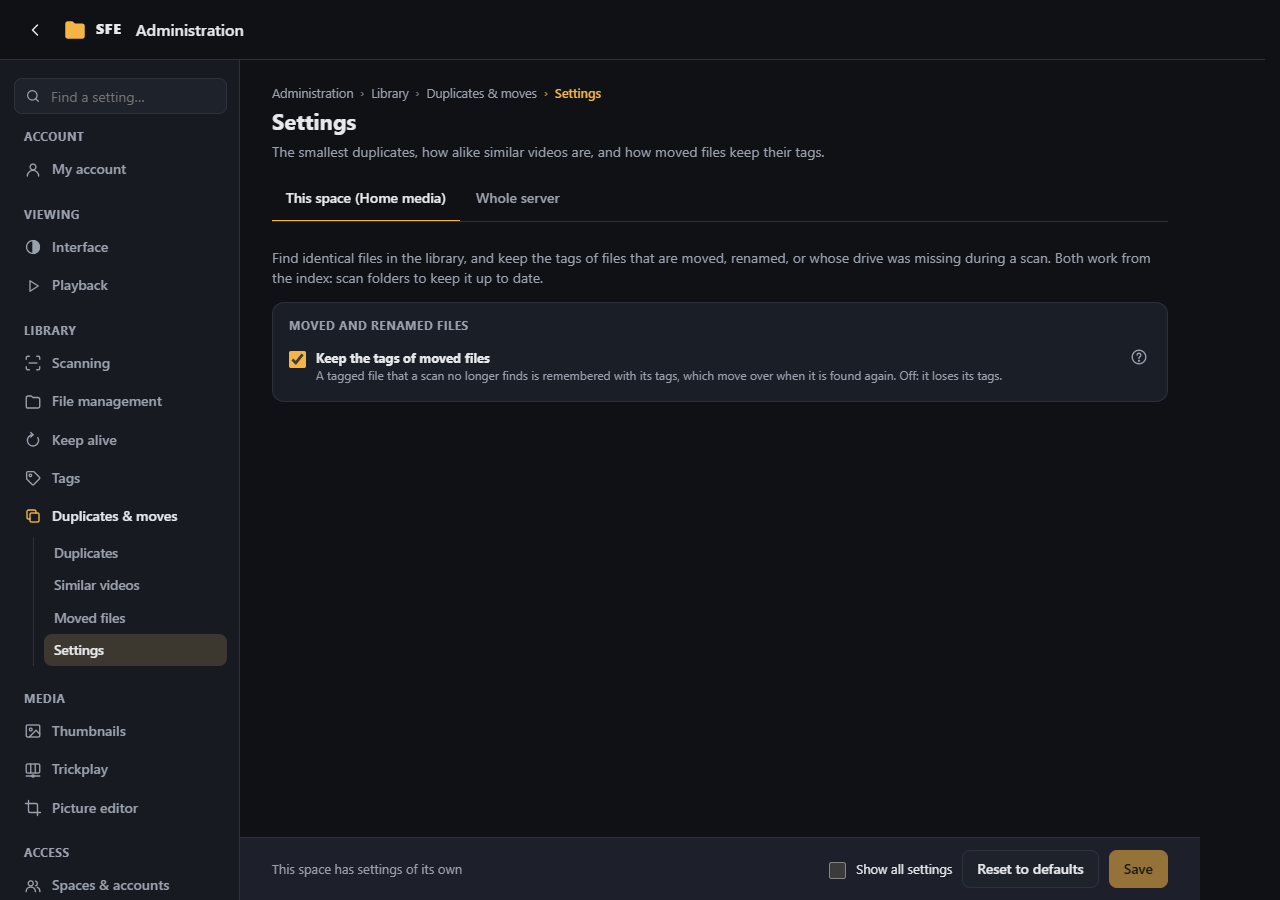 SFE Administration
Find a setting...
ACCOUNT
My account
VIEWING
Interface
Playback
LIBRARY
Scanning
File management
Keep alive
Tags
Duplicates & moves
Duplicates
Similar videos
Moved files
Settings
MEDIA
Thumbnails
Trickplay
Picture editor
ACCESS
Spaces & accounts
Administration › Library › Duplicates & moves › Settings
Settings
The smallest duplicates, how alike similar videos are, and how moved files keep their tags.
This space (Home media) Whole server
Find identical files in the library, and keep the tags of files that are moved, renamed, or whose drive was missing during a scan. Both work from
the index: scan folders to keep it up to date.
MOVED AND RENAMED FILES
Keep the tags of moved files
A tagged file that a scan no longer finds is remembered with its tags, which move over when it is found again. Off: it loses its tags.
This space has settings of its own
Show all settings
Reset to defaults
Save